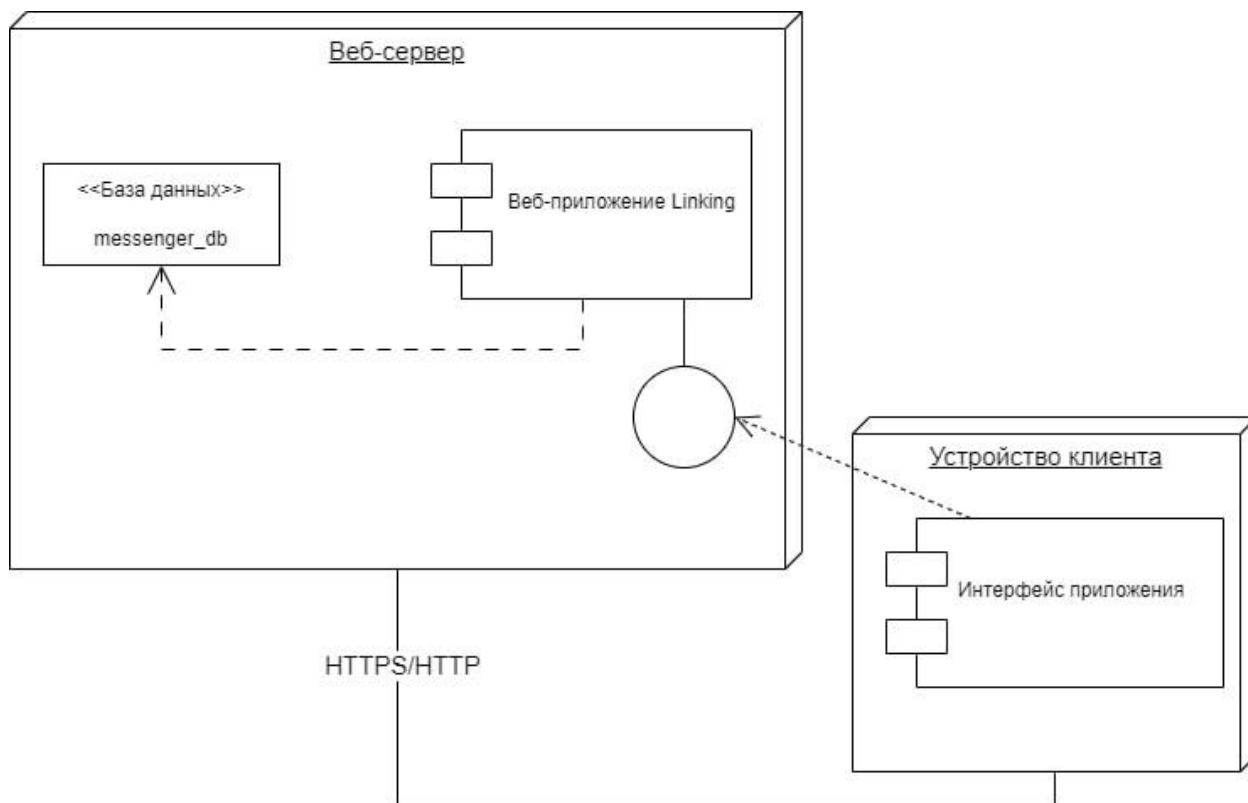 Веб-сервер
<<База данных>>
messenger_db
Веб-приложение Linking
Устройство клиента
Интерфейс приложения
HTTPS/HTTP